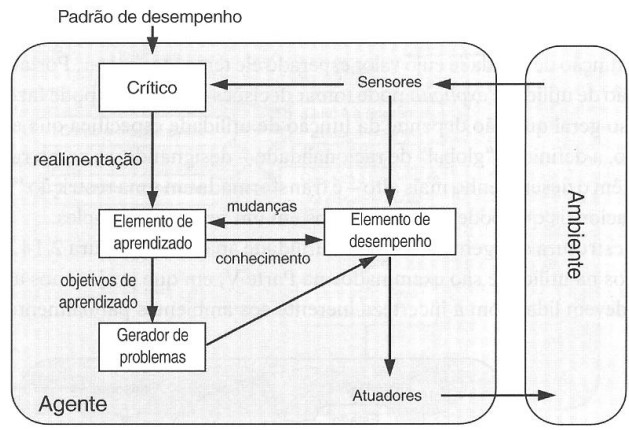 Padrão de desempenho
Crítico
Sensores
realimentação
mudanças
Elemento de
aprendizado
Elemento de
desempenho
conhecimento
objetivos de
aprendizado
Gerador de
problemas
Agente
Atuadores
Ambiente